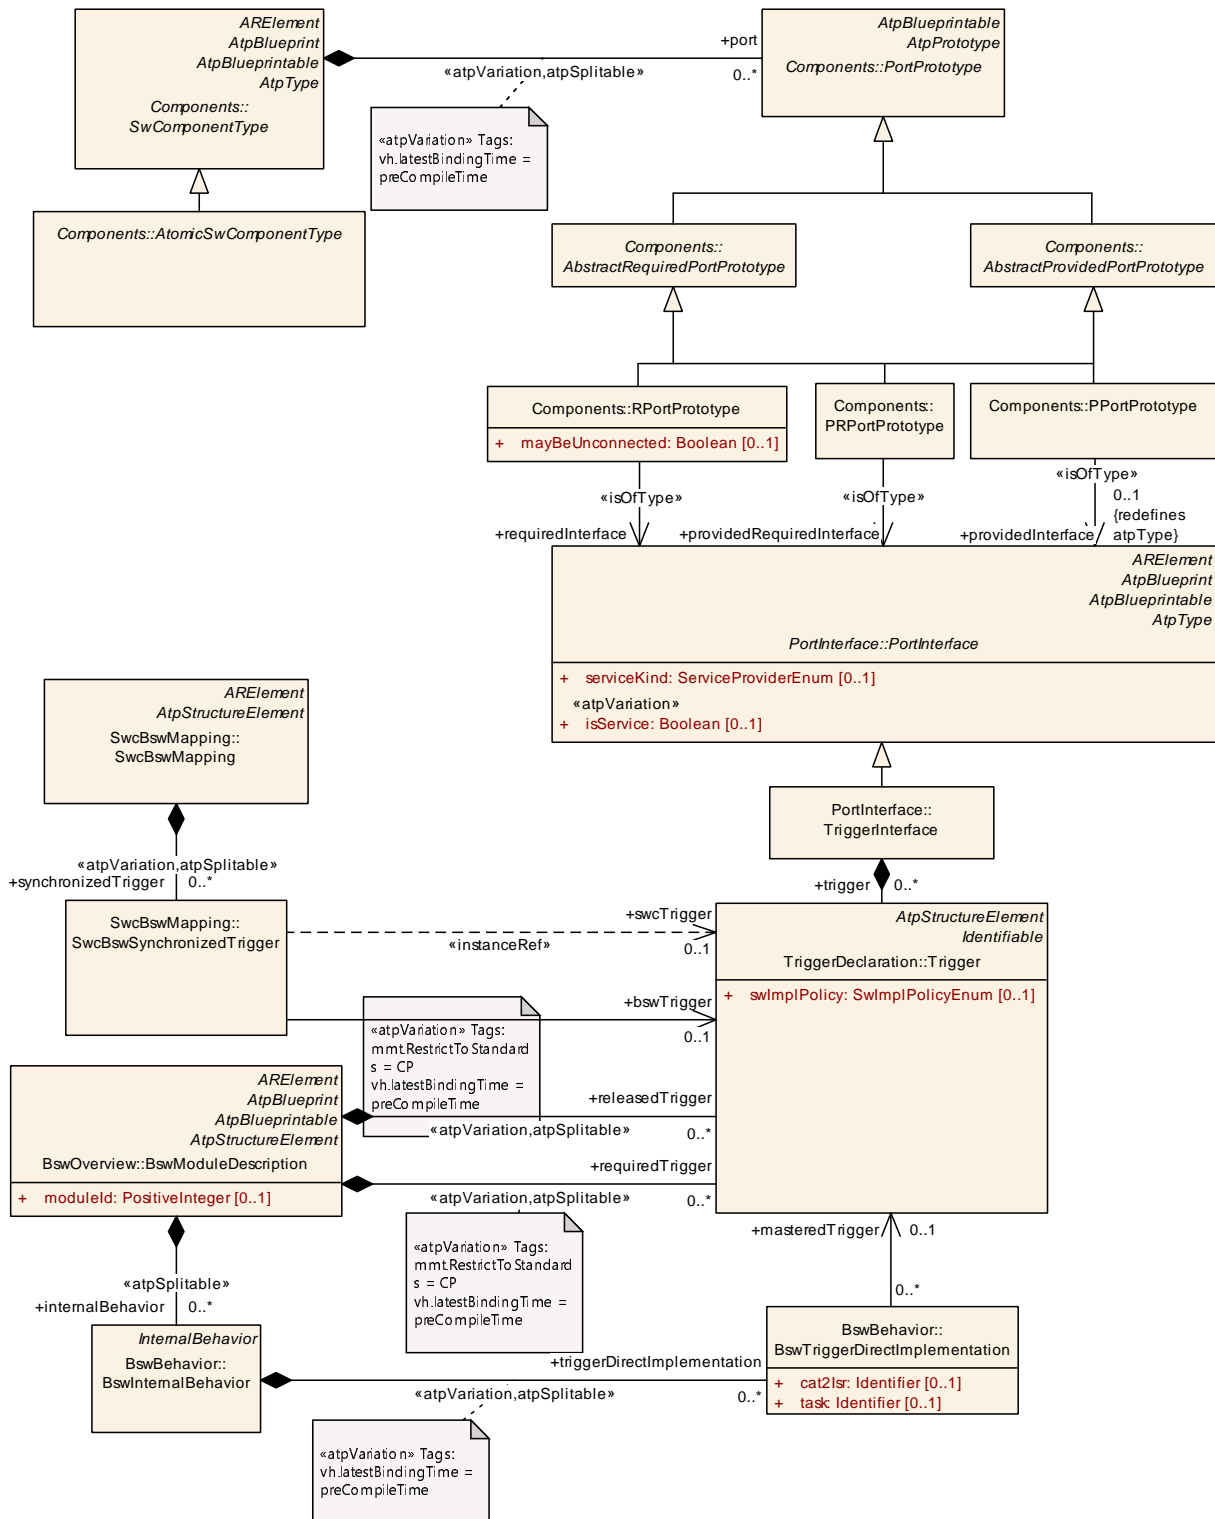 ARElement
AtpBlueprint
AtpBlueprintable
AtpType
Components::
SwComponentType
+port
«atpVariation,atpSplitable»
0..*
AtpBlueprintable
AtpPrototype
Components::PortPrototype
«atpVariation» Tags:
vh.latestBindingTime =
preCompileTime
Components::AtomicSwComponentType
Components::
AbstractRequiredPortPrototype
Components::
AbstractProvidedPortPrototype
Components::RPortPrototype
+ mayBeUnconnected: Boolean [0..1]
Components::
PRPortPrototype
Components::PPortPrototype
«isOfType»
+requiredInterface
«isOfType»
+providedRequiredInterface
«isOfType»
0..1
{redefines
atpType}
+providedInterface
ARElement
AtpBlueprint
AtpBlueprintable
AtpType
PortInterface::PortInterface
+ serviceKind: ServiceProviderEnum [0..1]
«atpVariation»
+ isService: Boolean [0..1]
ARElement
AtpStructureElement
SwcBswMapping::
SwcBswMapping
PortInterface::
TriggerInterface
«atpVariation,atpSplitable»
+synchronizedTrigger
0..*
+trigger
0..*
SwcBswMapping::
SwcBswSynchronizedTrigger
+swcTrigger
«instanceRef»
0..1
AtpStructureElement
Identifiable
TriggerDeclaration::Trigger
+ swImplPolicy: SwImplPolicyEnum [0..1]
+bswTrigger
0..1
«atpVariation» Tags:
mmt.RestrictToStandard
s = CP
vh.latestBindingTime =
preCompileTime
ARElement
AtpBlueprint
AtpBlueprintable
AtpStructureElement
BswOverview::BswModuleDescription
+ moduleId: PositiveInteger [0..1]
+releasedTrigger
«atpVariation,atpSplitable»
0..*
+requiredTrigger
«atpVariation,atpSplitable»
0..*
«atpVariation» Tags:
mmt.RestrictToStandard
s = CP
vh.latestBindingTime =
preCompileTime
+masteredTrigger
0..1
0..*
«atpSplitable»
+internalBehavior
0..*
InternalBehavior
BswBehavior::
BswInternalBehavior
+triggerDirectImplementation
«atpVariation,atpSplitable»
0..*
BswBehavior::
BswTriggerDirectImplementation
+ cat2Isr: Identifier [0..1]
+ task: Identifier [0..1]
«atpVariation» Tags:
vh.latestBindingTime =
preCompileTime